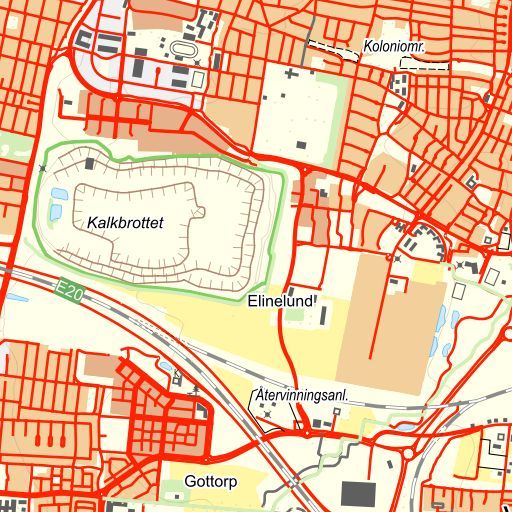 Koloniomr.
Kalkbrottet
E20
Elinelund
Återvinningsanl.
Gottorp